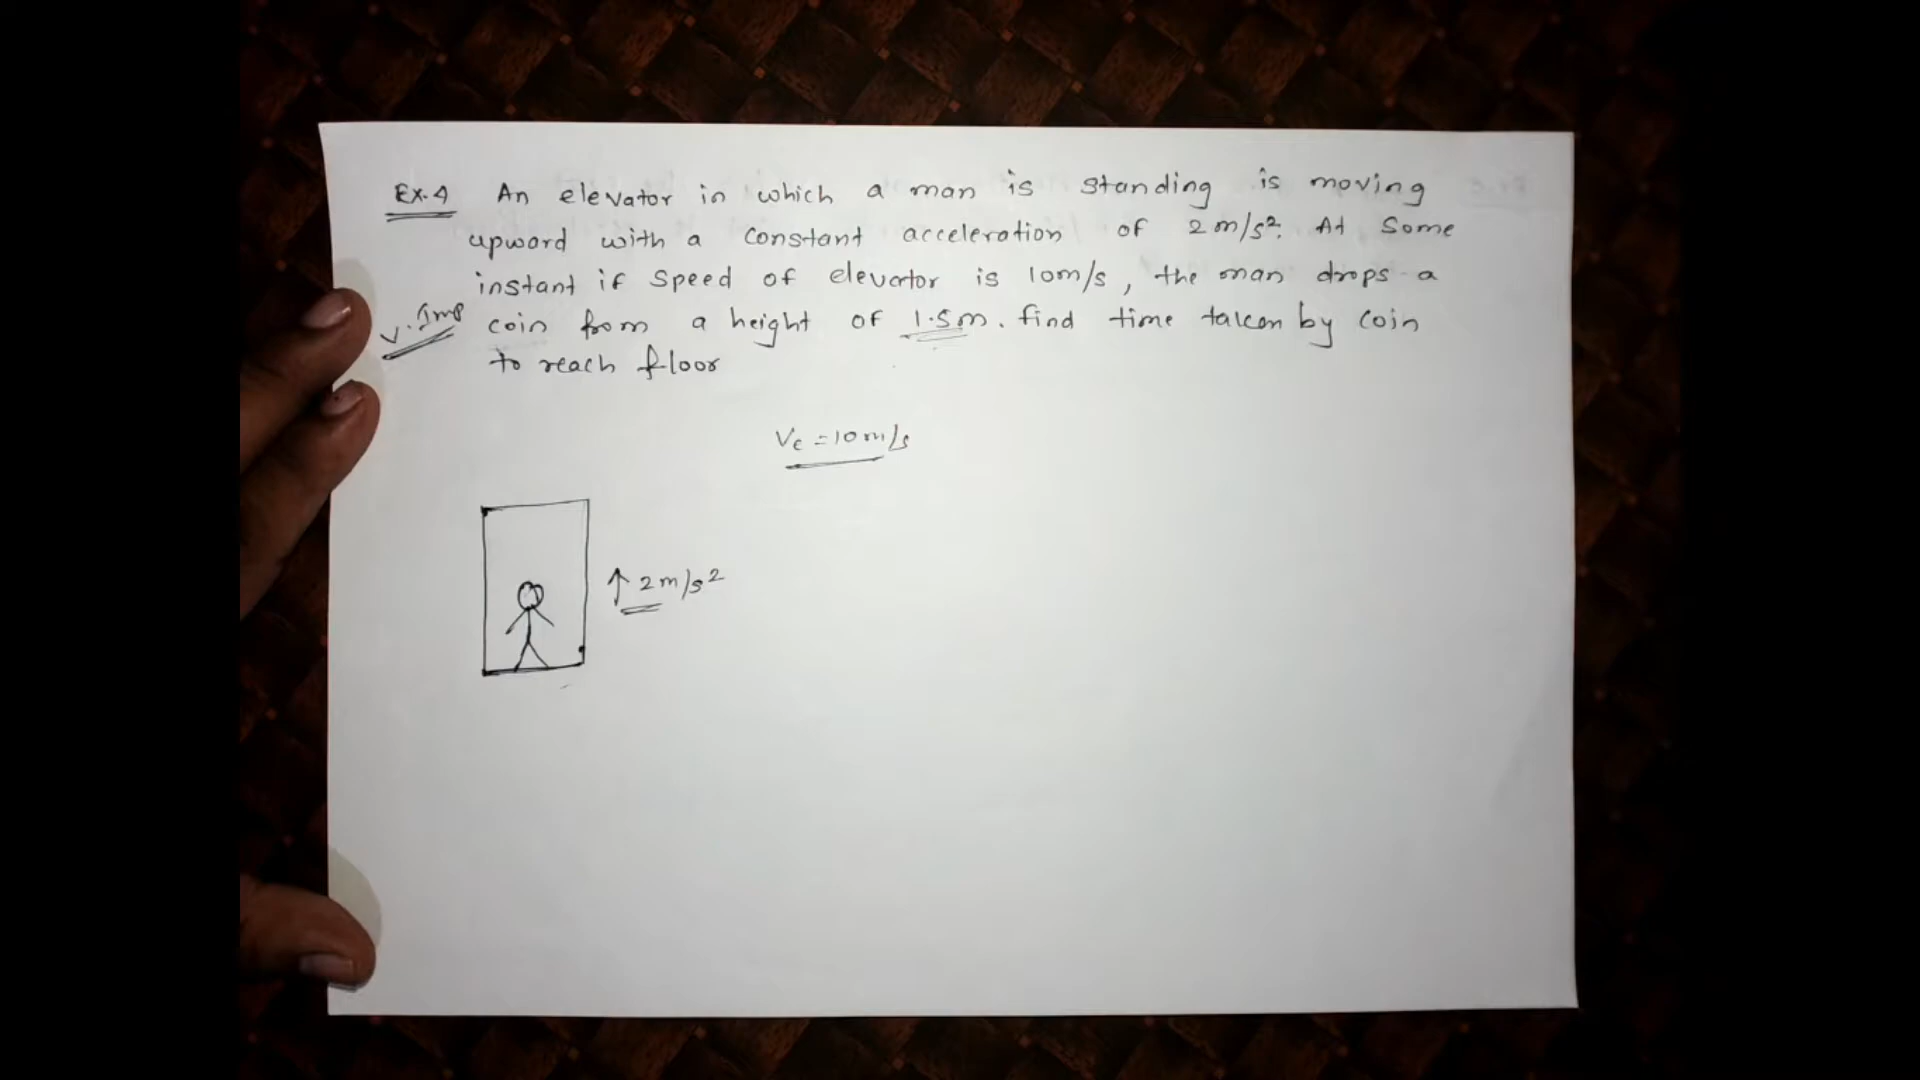 Ex.4 An elevator in which a man is standing is moving
upward with a constant acceleration of 2 m/s². At some
instant if speed of elevator is 10m/s, the man drops a
V. Imp coin from a height of 1.5m. find time taken by coin
to reach floor
Ve = 10 m/s
↑ 2 m/s²